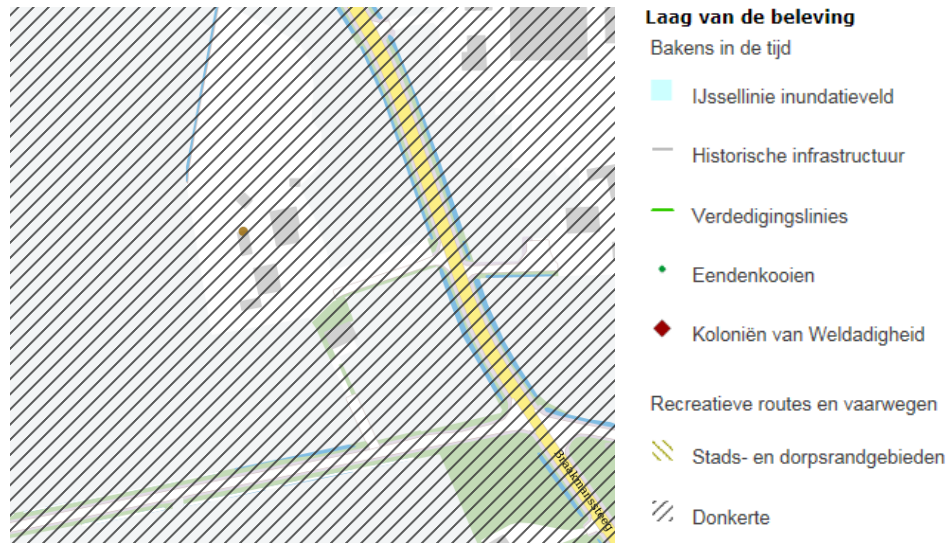 Laag van de beleving
Bakens in de tijd
IJssellinie inundatieveld
Historische infrastructuur
Verdedigingslinies
Eendenkooien
Koloniën van Weldadigheid
Recreatieve routes en vaarwegen
Stads- en dorpsrandgebieden
Donkerte
Braakmanssteeg